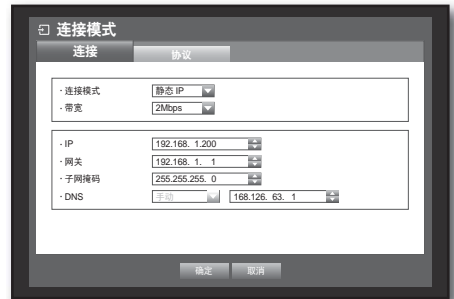 连接模式
连接 协议
· 连接模式 静态 IP
· 带宽 2Mbps
· IP 192.168. 1.200
· 网关 192.168. 1. 1
· 子网掩码 255.255.255. 0
· DNS 手动 168.126. 63. 1
确定 取消